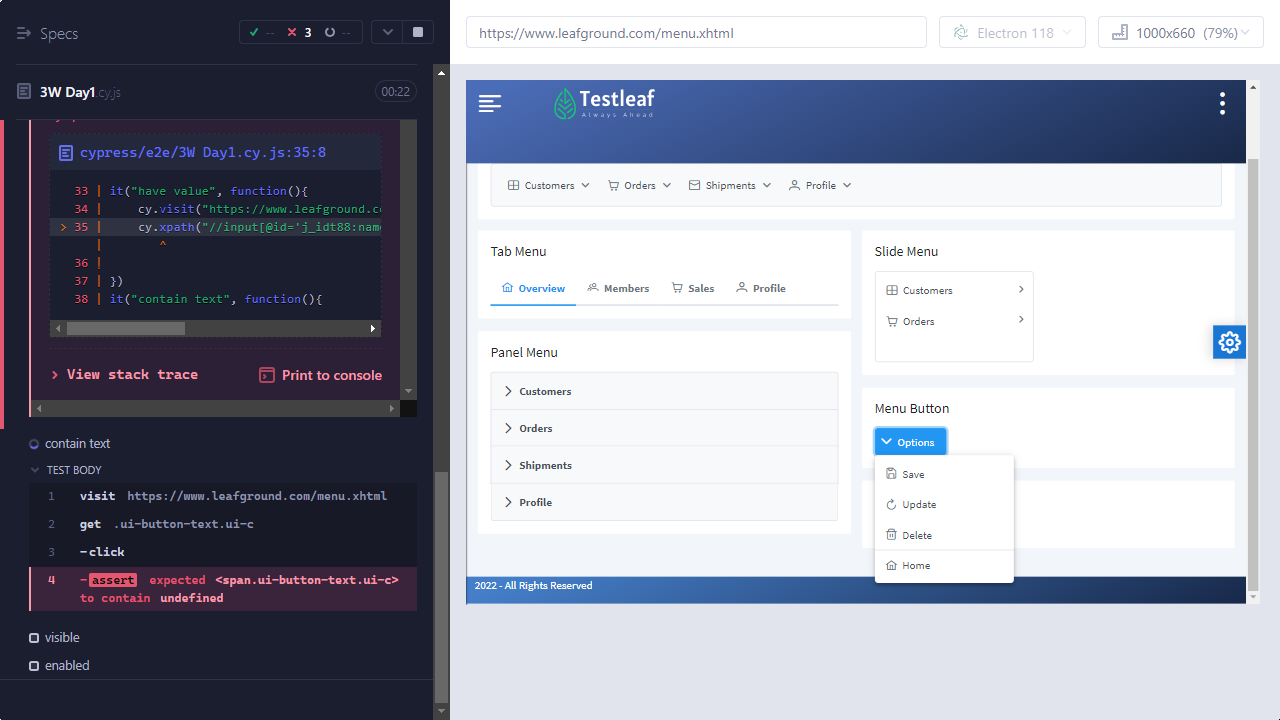 Specs
-- 3 --
3W Day1.cy.js
00:22
cypress/e2e/3W Day1.cy.js:35:8
33 | it("have value", function(){
34 | cy.visit("https://www.leafground.co
> 35 | cy.xpath("//input[@id='j_idt88:nam
| ^
36 |
37 | })
38 | it("contain text", function(){
> View stack trace
Print to console
contain text
TEST BODY
1 visit https://www.leafground.com/menu.xhtml
2 get .ui-button-text.ui-c
3 -click
4 -assert expected <span.ui-button-text.ui-c>
to contain undefined
visible
enabled
https://www.leafground.com/menu.xhtml
Electron 118
1000x660 (79%)
Testleaf
Always Ahead
Customers Orders Shipments Profile
Tab Menu
Overview Members Sales Profile
Panel Menu
Customers
Orders
Shipments
Profile
Slide Menu
Customers
Orders
Menu Button
Options
Save
Update
Delete
Home
2022 - All Rights Reserved